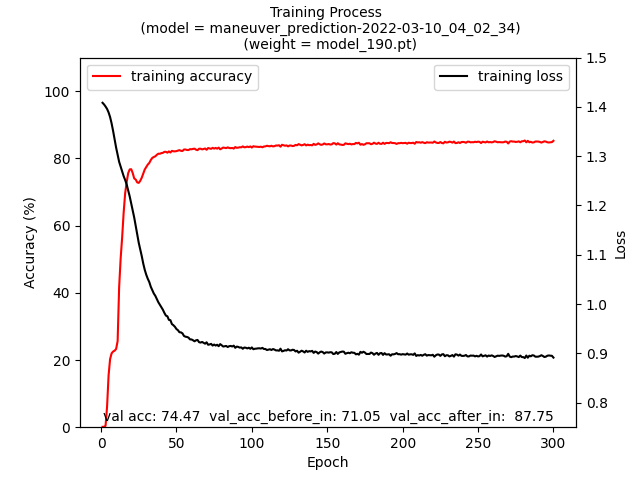 Training Process
(model = maneuver_prediction-2022-03-10_04_02_34)
(weight = model_190.pt)
training accuracy
training loss
Accuracy (%)
100
80
60
40
20
0
1.5
1.4
1.3
1.2
1.1
1.0
0.9
0.8
Loss
val acc: 74.47  val_acc_before_in: 71.05  val_acc_after_in:  87.75
0
50
100
150
200
250
300
Epoch